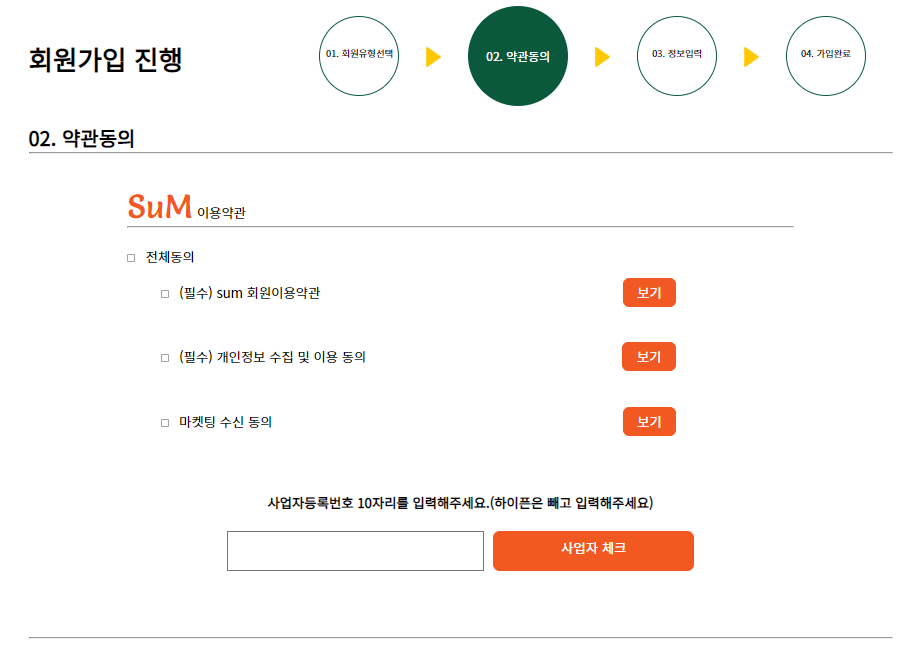 회원가입 진행
01. 회원유형선택
02. 약관동의
03. 정보입력
04. 가입완료
02. 약관동의
SuM 이용약관
전체동의
(필수) sum 회원이용약관
보기
(필수) 개인정보 수집 및 이용 동의
보기
마켓팅 수신 동의
보기
사업자등록번호 10자리를 입력해주세요.(하이픈은 빼고 입력해주세요)
사업자 체크